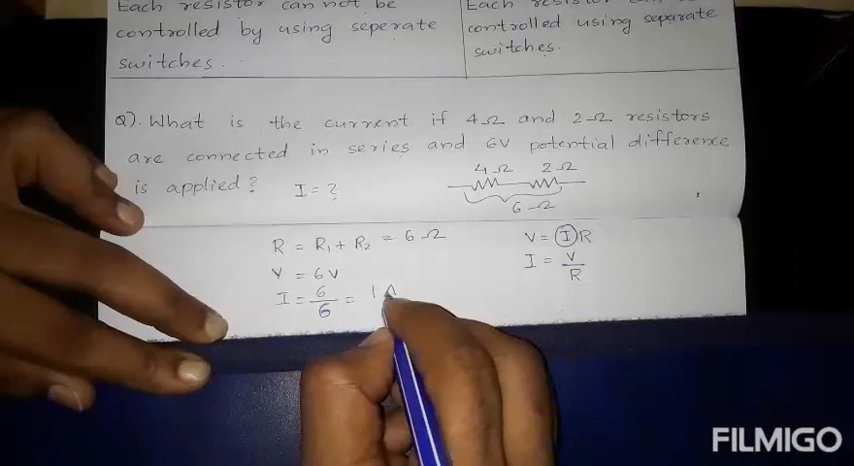 Each resistor can not be
controlled by using seperate
switches.
Each
controlled using separate
switches.
Q). What is the current if 4Ω and 2Ω resistors
are connected in series and 6V potential difference
is applied?
I = ?
4Ω 2Ω
6Ω
R = R₁ + R₂ = 6Ω
V = 6V
I = 6/6 = 1A
V = IR
I = V/R
FILMIGO